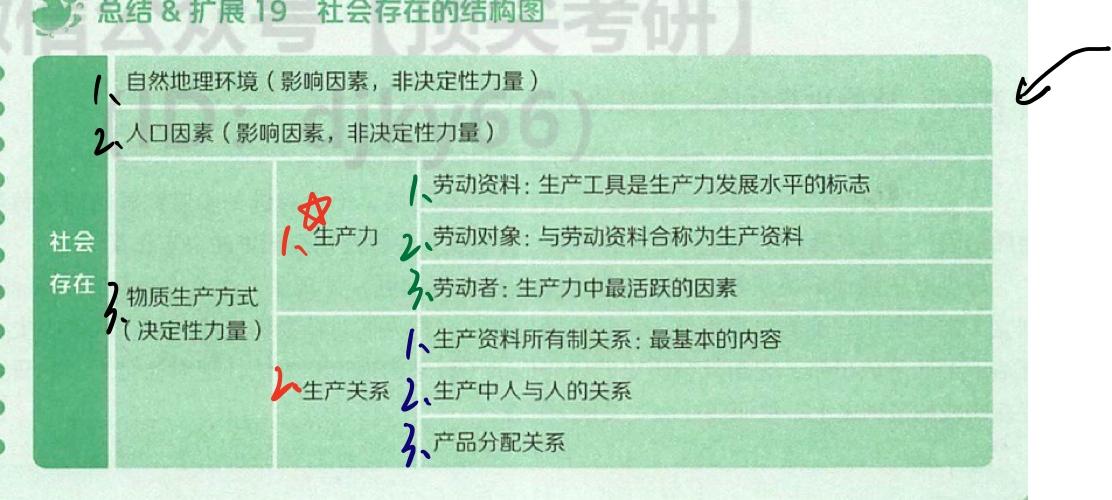 总结 & 扩展 19 社会存在的结构图
微信公众号【顶尖考研】
ID：djky66)
社会
存在
1、自然地理环境（影响因素，非决定性力量）
2、人口因素（影响因素，非决定性力量）
3、物质生产方式
（决定性力量）
1、生产力
1、劳动资料：生产工具是生产力发展水平的标志
2、劳动对象：与劳动资料合称为生产资料
3、劳动者：生产力中最活跃的因素
2、生产关系
1、生产资料所有制关系：最基本的内容
2、生产中人与人的关系
3、产品分配关系